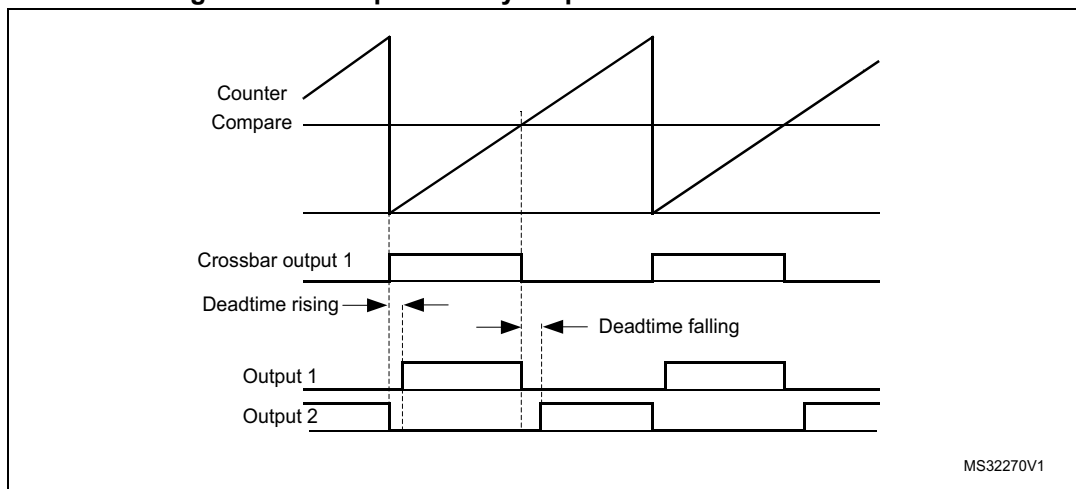 Counter
Compare
Crossbar output 1
Deadtime rising
Deadtime falling
Output 1
Output 2
MS32270V1